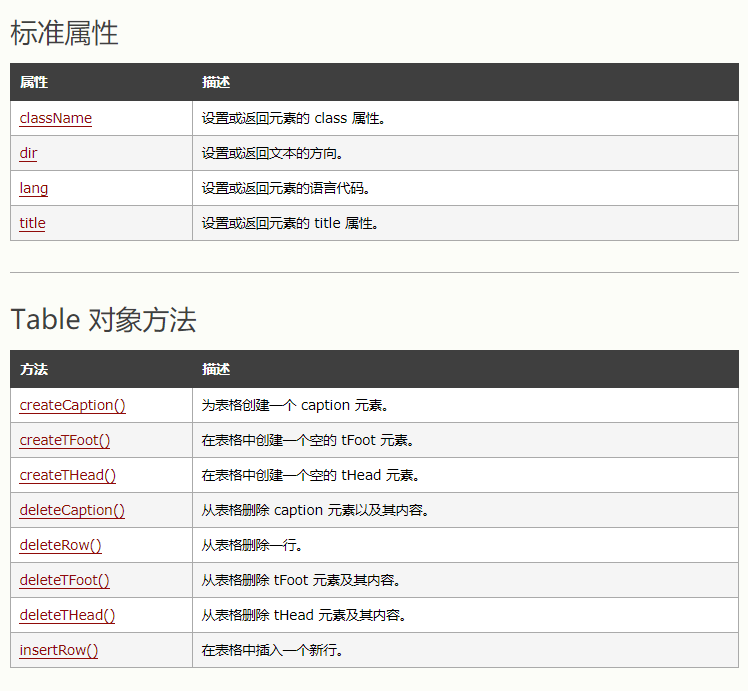 标准属性
属性 描述
className 设置或返回元素的 class 属性。
dir 设置或返回文本的方向。
lang 设置或返回元素的语言代码。
title 设置或返回元素的 title 属性。
Table 对象方法
方法 描述
createCaption() 为表格创建一个 caption 元素。
createTFoot() 在表格中创建一个空的 tFoot 元素。
createTHead() 在表格中创建一个空的 tHead 元素。
deleteCaption() 从表格删除 caption 元素以及其内容。
deleteRow() 从表格删除一行。
deleteTFoot() 从表格删除 tFoot 元素及其内容。
deleteTHead() 从表格删除 tHead 元素及其内容。
insertRow() 在表格中插入一个新行。